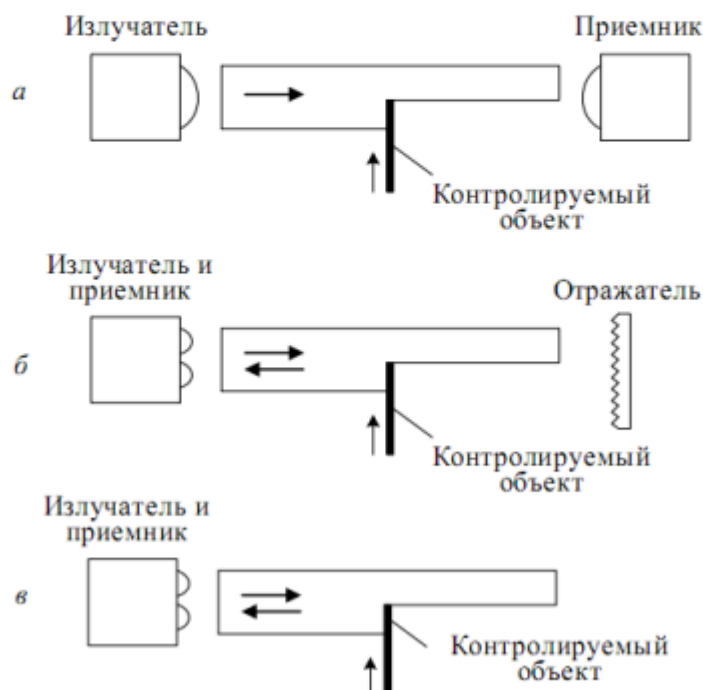 Излучатель
Приемник
а
Контролируемый
объект
Излучатель и
приемник
Отражатель
б
Контролируемый
объект
Излучатель и
приемник
в
Контролируемый
объект